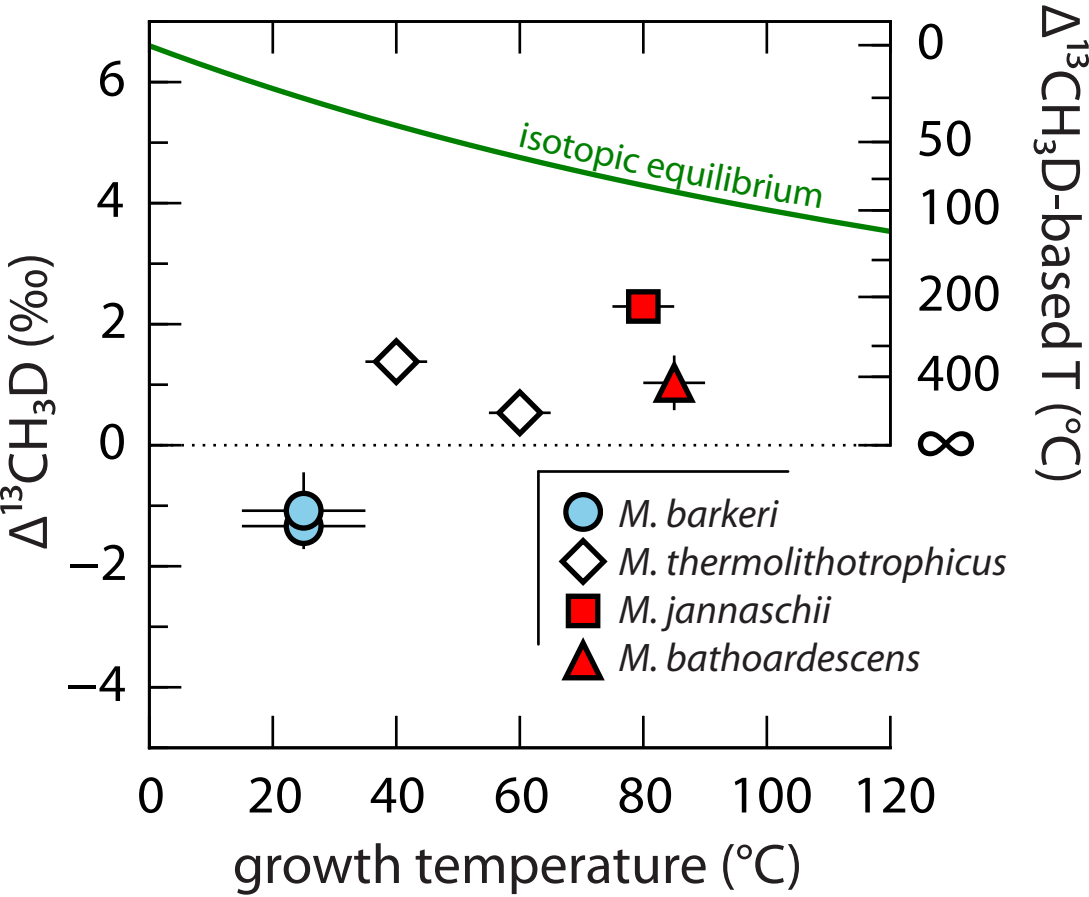 Δ¹³CH₃D (‰)
6
4
2
0
−2
−4
0
20
40
60
80
100
120
growth temperature (°C)
isotopic equilibrium
0
50
100
200
400
∞
Δ¹³CH₃D-based T (°C)
M. barkeri
M. thermolithotrophicus
M. jannaschii
M. bathoardescens